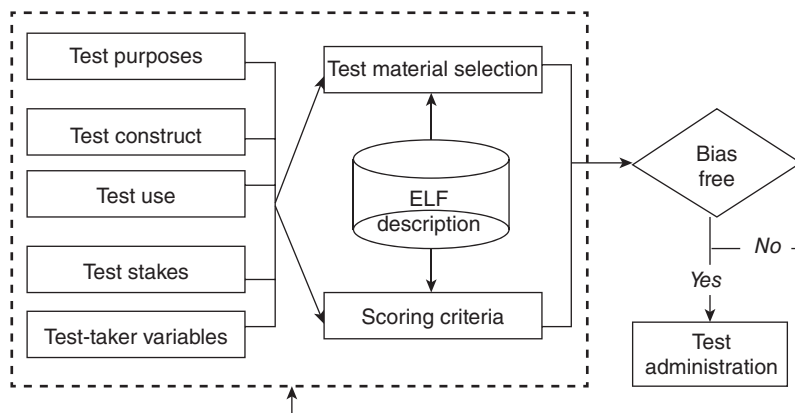 Test purposes
Test construct
Test use
Test stakes
Test-taker variables
Test material selection
ELF
description
Scoring criteria
Bias
free
No
Yes
Test
administration